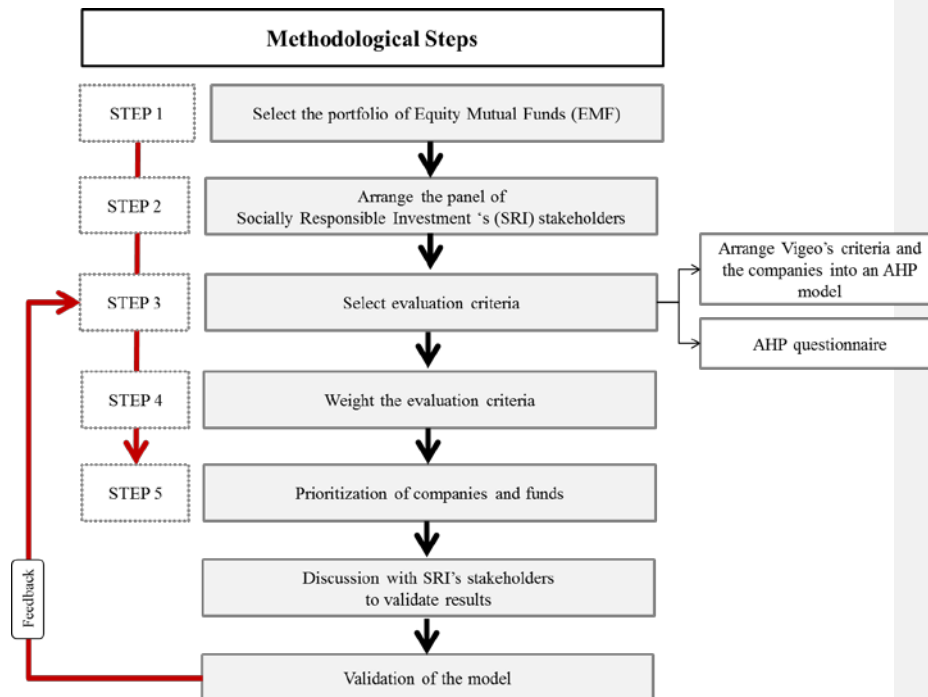 Methodological Steps
STEP 1
Select the portfolio of Equity Mutual Funds (EMF)
STEP 2
Arrange the panel of
Socially Responsible Investment ‘s (SRI) stakeholders
STEP 3
Select evaluation criteria
Arrange Vigeo’s criteria and
the companies into an AHP
model
AHP questionnaire
STEP 4
Weight the evaluation criteria
STEP 5
Prioritization of companies and funds
Discussion with SRI’s stakeholders
to validate results
Feedback
Validation of the model